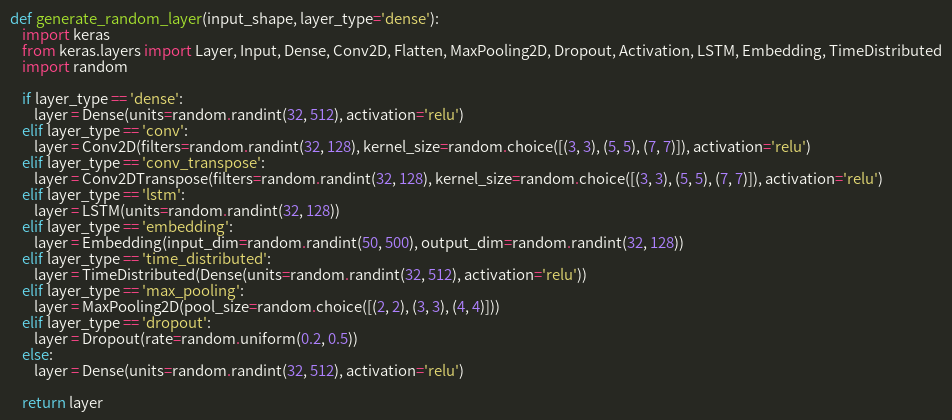 def generate_random_layer(input_shape, layer_type='dense'):
    import keras
    from keras.layers import Layer, Input, Dense, Conv2D, Flatten, MaxPooling2D, Dropout, Activation, LSTM, Embedding, TimeDistributed
    import random

    if layer_type == 'dense':
        layer = Dense(units=random.randint(32, 512), activation='relu')
    elif layer_type == 'conv':
        layer = Conv2D(filters=random.randint(32, 128), kernel_size=random.choice([(3, 3), (5, 5), (7, 7)]), activation='relu')
    elif layer_type == 'conv_transpose':
        layer = Conv2DTranspose(filters=random.randint(32, 128), kernel_size=random.choice([(3, 3), (5, 5), (7, 7)]), activation='relu')
    elif layer_type == 'lstm':
        layer = LSTM(units=random.randint(32, 128))
    elif layer_type == 'embedding':
        layer = Embedding(input_dim=random.randint(50, 500), output_dim=random.randint(32, 128))
    elif layer_type == 'time_distributed':
        layer = TimeDistributed(Dense(units=random.randint(32, 512), activation='relu'))
    elif layer_type == 'max_pooling':
        layer = MaxPooling2D(pool_size=random.choice([(2, 2), (3, 3), (4, 4)]))
    elif layer_type == 'dropout':
        layer = Dropout(rate=random.uniform(0.2, 0.5))
    else:
        layer = Dense(units=random.randint(32, 512), activation='relu')

    return layer